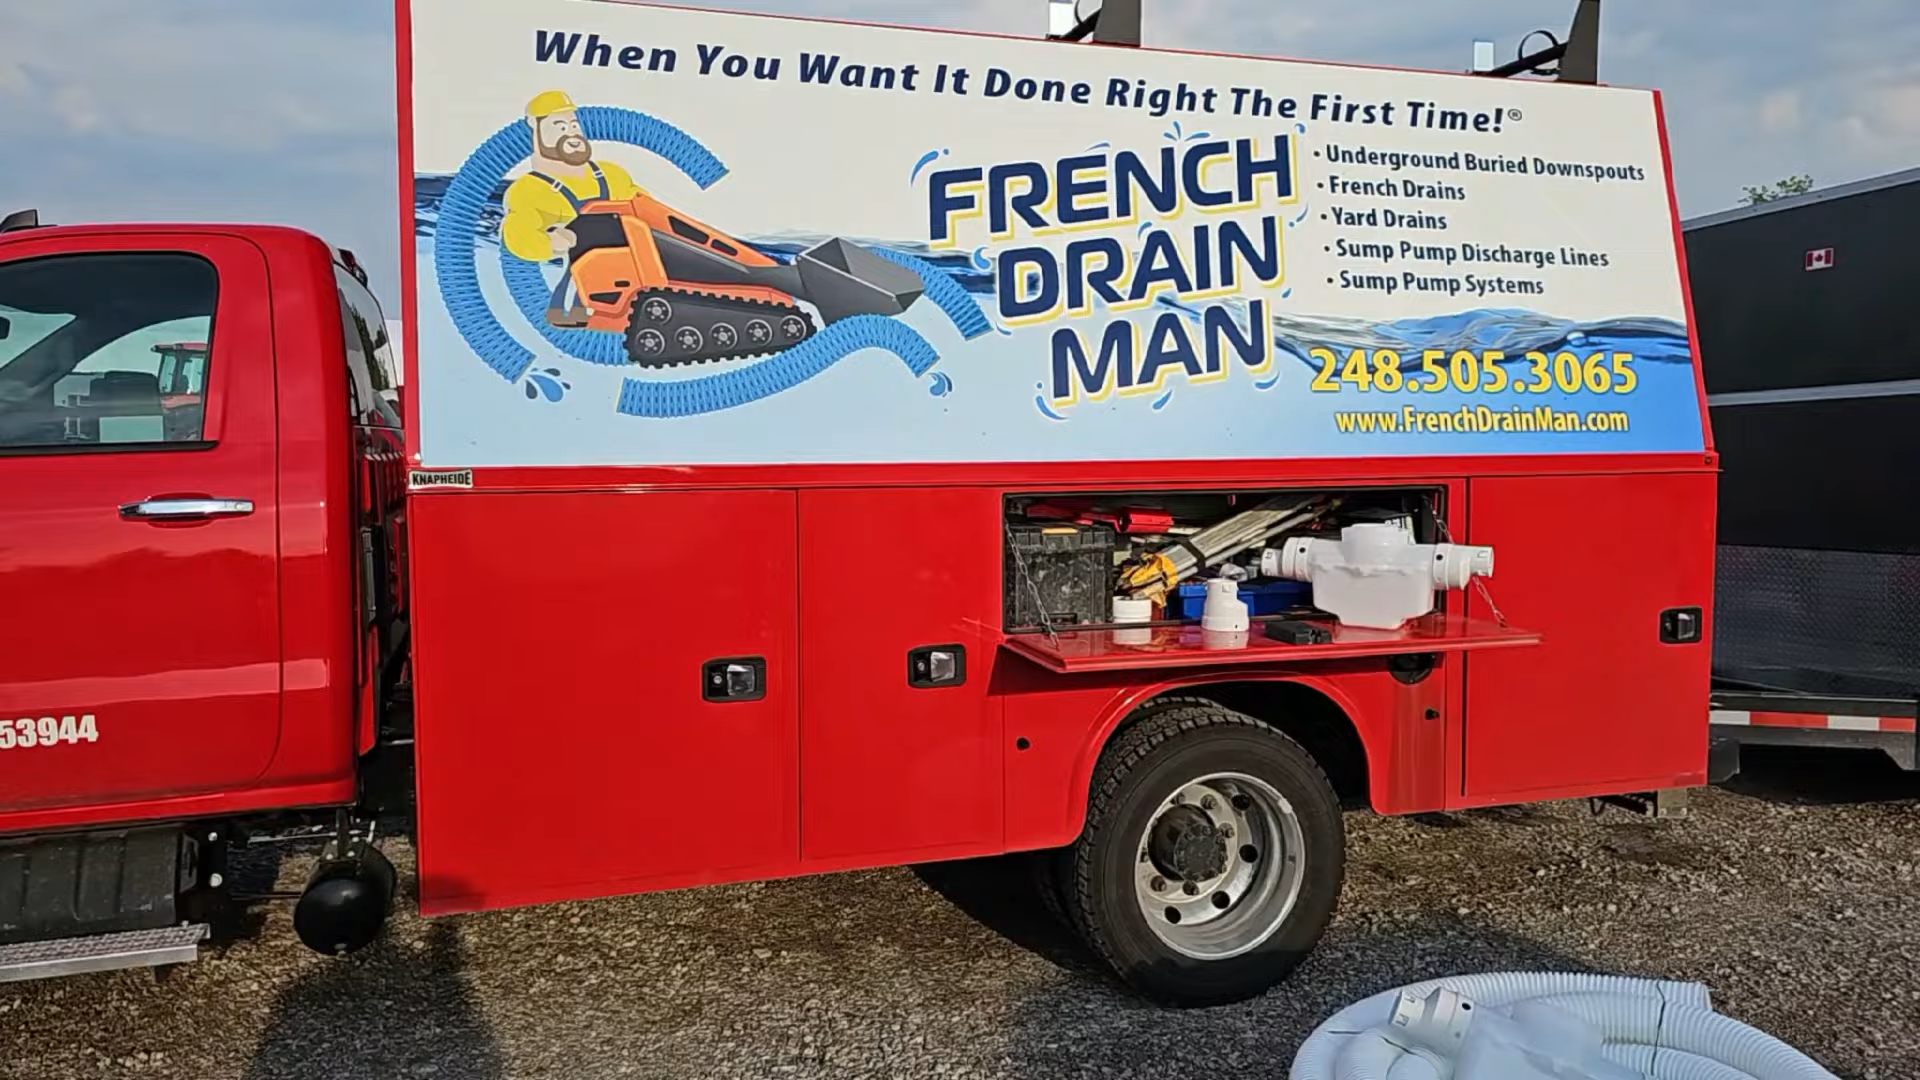 When You Want It Done Right The First Time!®
FRENCH
DRAIN
MAN
• Underground Buried Downspouts
• French Drains
• Yard Drains
• Sump Pump Discharge Lines
• Sump Pump Systems
248.505.3065
www.FrenchDrainMan.com
KNAPHEIDE
53944